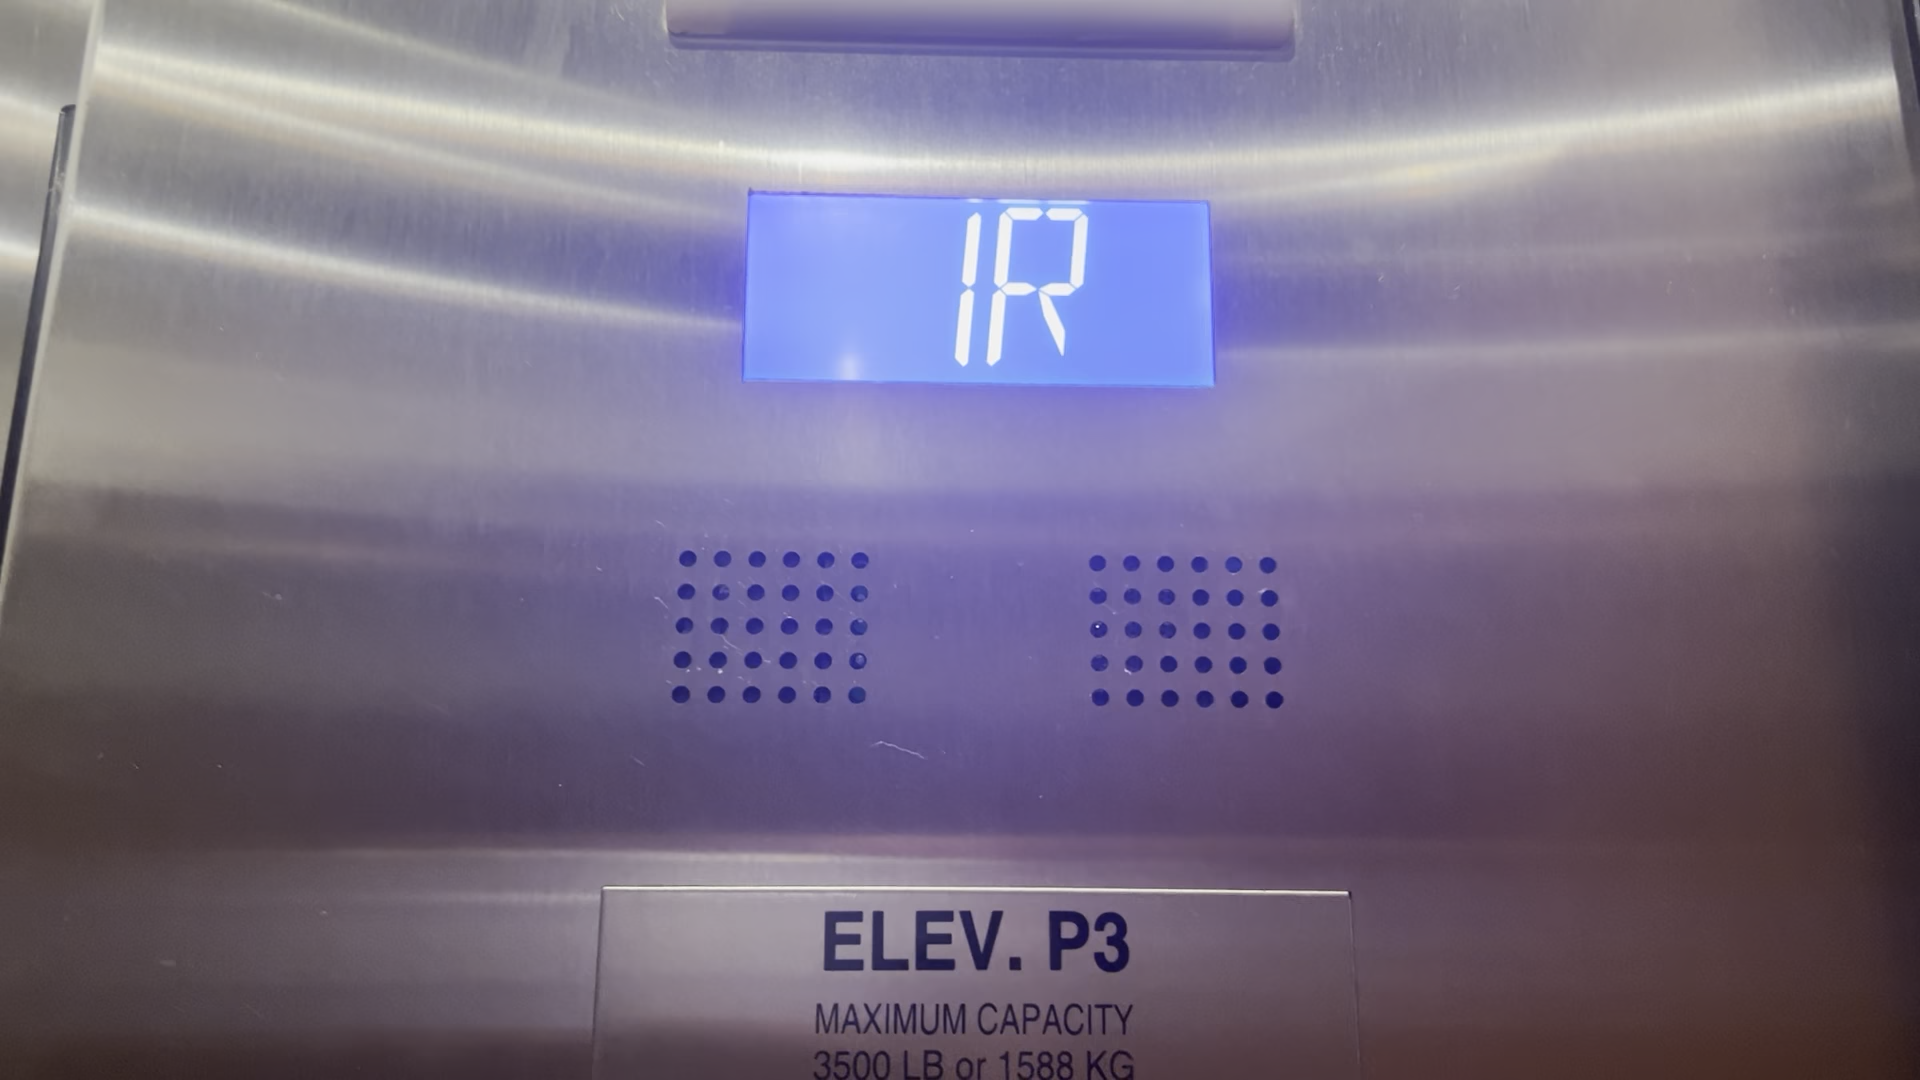 1R
ELEV. P3
MAXIMUM CAPACITY
3500 LB or 1588 KG